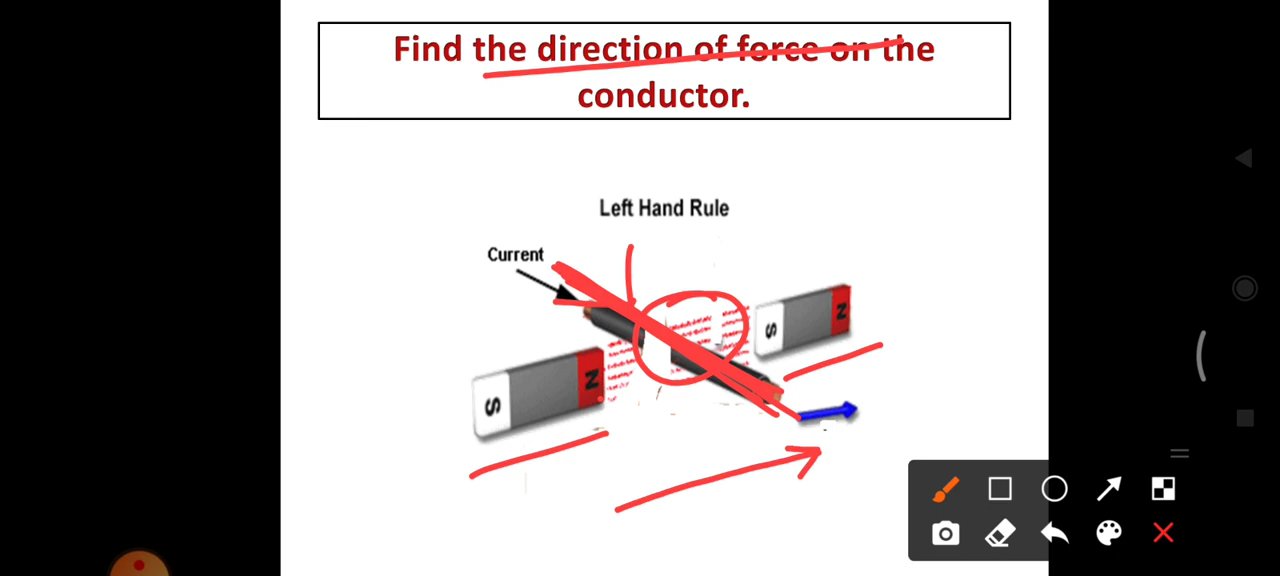 Find the direction of force on the
conductor.
Left Hand Rule
Current
S N
N
S